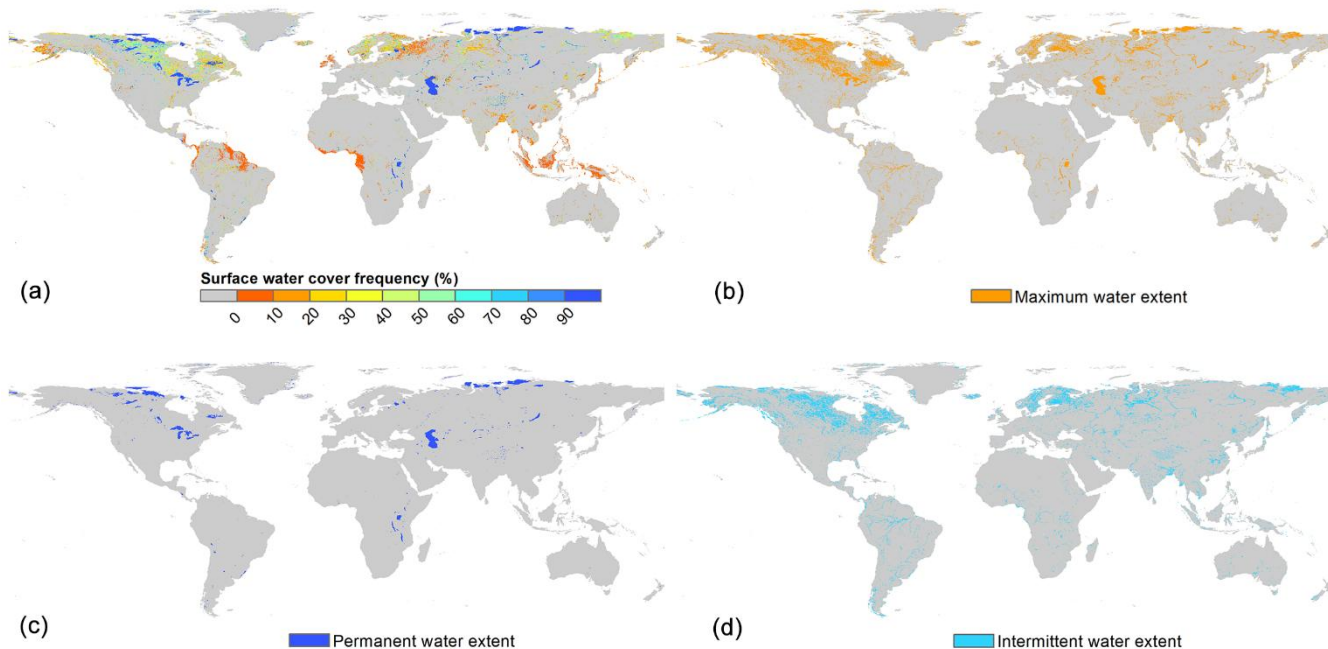 Surface water cover frequency (%)
0 10 20 30 40 50 60 70 80 90
(a)
(b)
Maximum water extent
(c)
Permanent water extent
(d)
Intermittent water extent